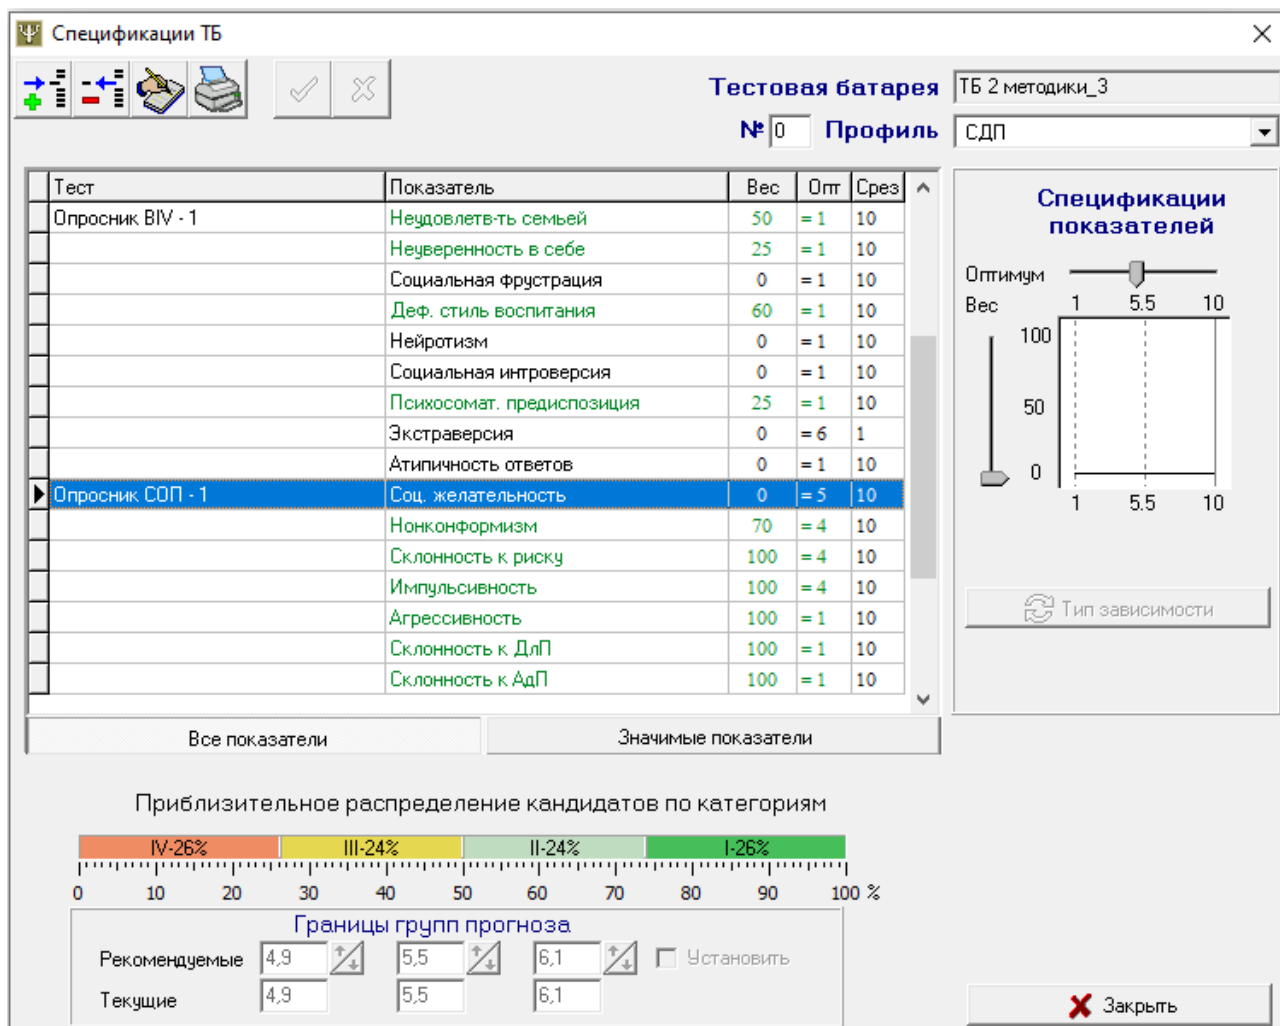 Спецификации ТБ
Тестовая батарея ТБ 2 методики_3
№ 0 Профиль СДП
Тест Показатель Вес Опт Срез
Опросник BIV - 1 Неудовлетв-ть семьей 50 = 1 10
Неуверенность в себе 25 = 1 10
Социальная фрустрация 0 = 1 10
Деф. стиль воспитания 60 = 1 10
Нейротизм 0 = 1 10
Социальная интроверсия 0 = 1 10
Психосомат. предиспозиция 25 = 1 10
Экстраверсия 0 = 6 1
Атипичность ответов 0 = 1 10
Опросник СОП - 1 Соц. желательность 0 = 5 10
Нонконформизм 70 = 4 10
Склонность к риску 100 = 4 10
Импульсивность 100 = 4 10
Агрессивность 100 = 1 10
Склонность к ДлП 100 = 1 10
Склонность к АдП 100 = 1 10
Все показатели Значимые показатели
Спецификации
показателей
Оптимум
Вес 1 5.5 10
100
50
0
1 5.5 10
Тип зависимости
Приблизительное распределение кандидатов по категориям
IV-26% III-24% II-24% I-26%
0 10 20 30 40 50 60 70 80 90 100 %
Границы групп прогноза
Рекомендуемые 4,9 5,5 6,1 Установить
Текущие 4,9 5,5 6,1
Закрыть